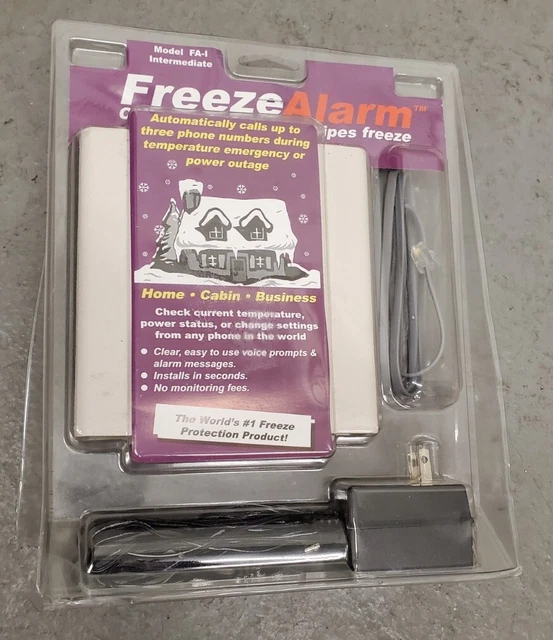 Model FA-I
Intermediate
FreezeAlarm™
pipes freeze
Automatically calls up to
three phone numbers during
temperature emergency or
power outage
Home • Cabin • Business
Check current temperature,
power status, or change settings
from any phone in the world
• Clear, easy to use voice prompts &
alarm messages.
• Installs in seconds.
• No monitoring fees.
The World's #1 Freeze
Protection Product!